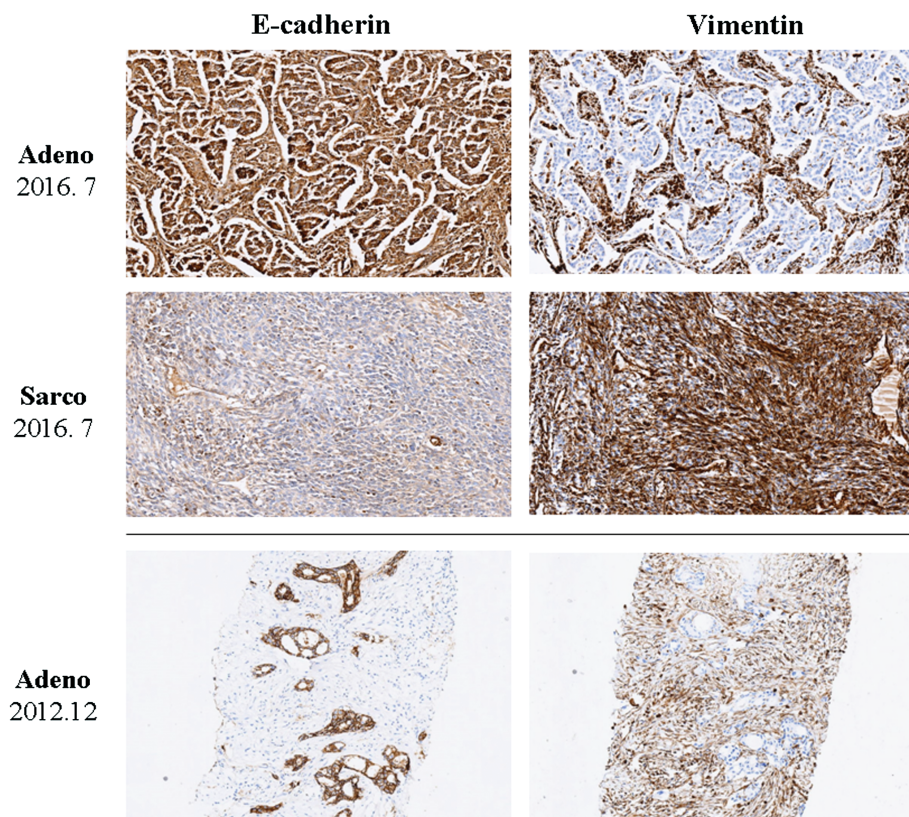 E-cadherin Vimentin
Adeno
2016. 7
Sarco
2016. 7
Adeno
2012.12